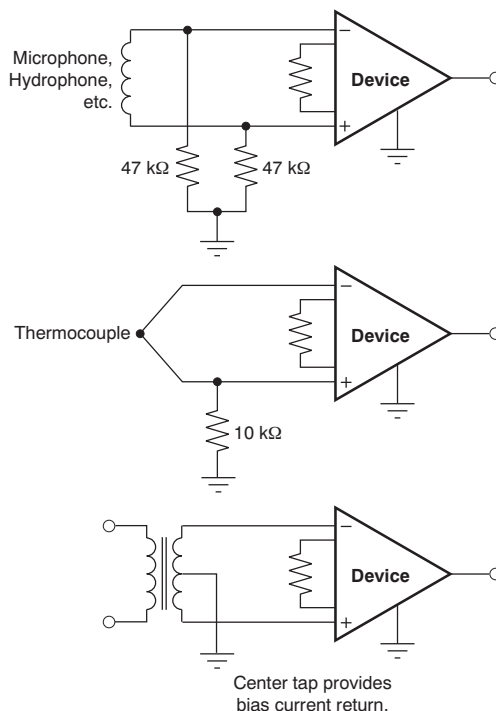 Microphone,
Hydrophone,
etc.
−
Device
+
47 kΩ
47 kΩ
Thermocouple
−
Device
+
10 kΩ
−
Device
+
Center tap provides
bias current return.